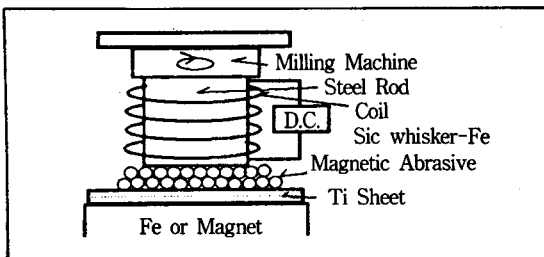 Milling Machine
Steel Rod
Coil
D.C.
Sic whisker-Fe
Magnetic Abrasive
Ti Sheet
Fe or Magnet